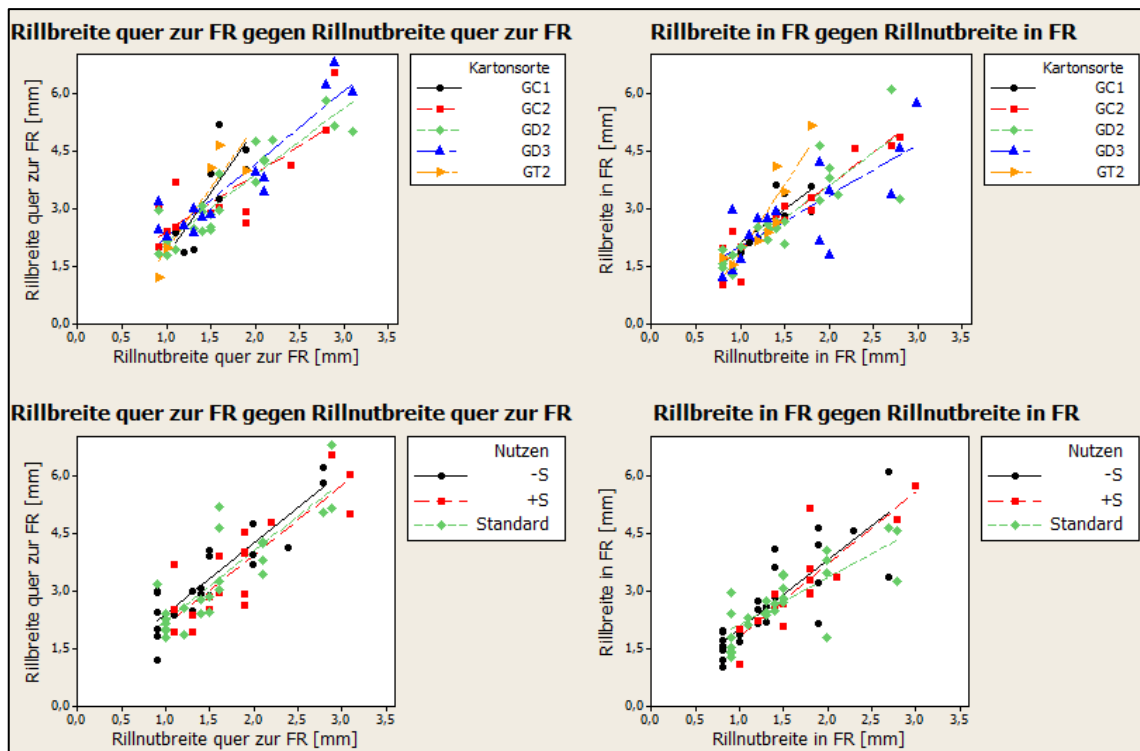 Rillbreite quer zur FR gegen Rillnutbreite quer zur FR
Rillbreite quer zur FR [mm]
6,0
4,5
3,0
1,5
0,0
0,0 0,5 1,0 1,5 2,0 2,5 3,0 3,5
Rillnutbreite quer zur FR [mm]
Kartonsorte
GC1
GC2
GD2
GD3
GT2
Rillbreite in FR gegen Rillnutbreite in FR
Rillbreite in FR [mm]
6,0
4,5
3,0
1,5
0,0
0,0 0,5 1,0 1,5 2,0 2,5 3,0 3,5
Rillnutbreite in FR [mm]
Kartonsorte
GC1
GC2
GD2
GD3
GT2
Rillbreite quer zur FR gegen Rillnutbreite quer zur FR
Rillbreite quer zur FR [mm]
6,0
4,5
3,0
1,5
0,0
0,0 0,5 1,0 1,5 2,0 2,5 3,0 3,5
Rillnutbreite quer zur FR [mm]
Nutzen
-S
+S
Standard
Rillbreite in FR gegen Rillnutbreite in FR
Rillbreite in FR [mm]
6,0
4,5
3,0
1,5
0,0
0,0 0,5 1,0 1,5 2,0 2,5 3,0 3,5
Rillnutbreite in FR [mm]
Nutzen
-S
+S
Standard